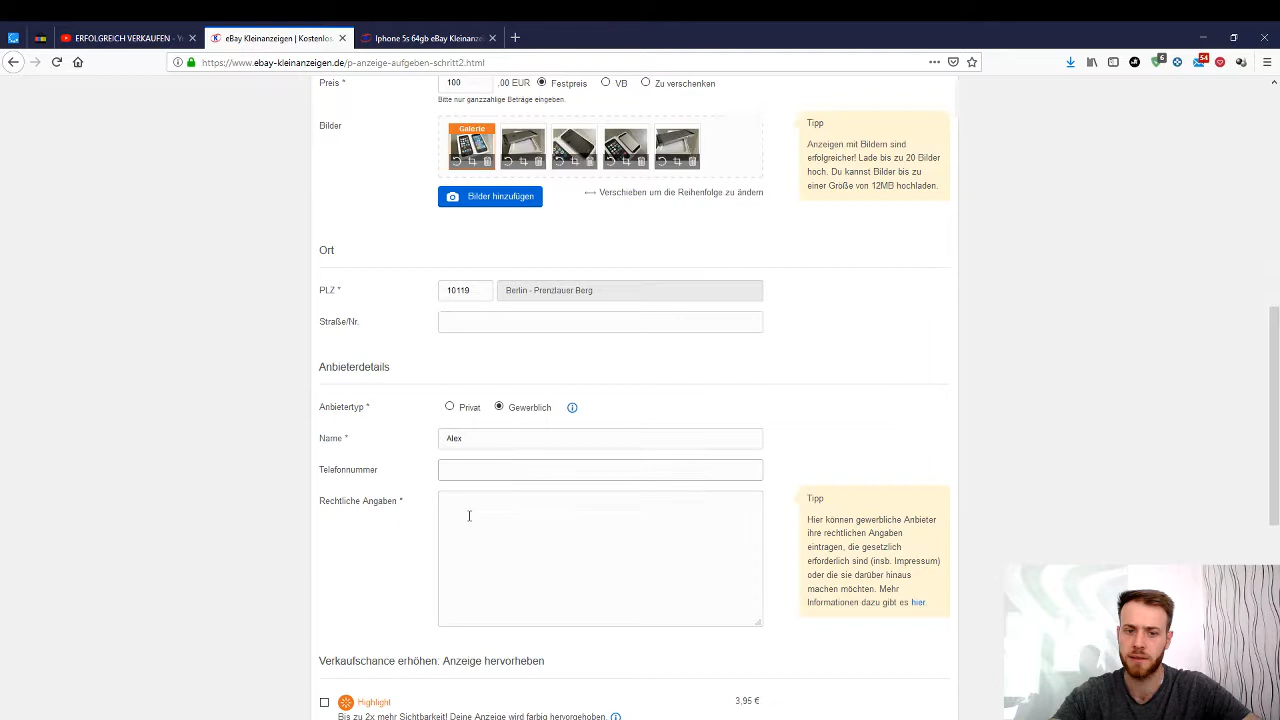 ERFOLGREICH VERKAUFEN - Y
eBay Kleinanzeigen | Kostenlos
Iphone 5s 64gb eBay Kleinanze
https://www.ebay-kleinanzeigen.de/p-anzeige-aufgeben-schritt2.html
6
54
Preis * 100 ,00 EUR Festpreis VB Zu verschenken
Bitte nur ganzzahlige Beträge eingeben.
Bilder
Galerie
Tipp
Anzeigen mit Bildern sind
erfolgreicher! Lade bis zu 20 Bilder
hoch. Du kannst Bilder bis zu
einer Größe von 12MB hochladen.
Bilder hinzufügen
Verschieben um die Reihenfolge zu ändern
Ort
PLZ * 10119 Berlin - Prenzlauer Berg
Straße/Nr.
Anbieterdetails
Anbietertyp * Privat Gewerblich
Name * Alex
Telefonnummer
Rechtliche Angaben *
Tipp
Hier können gewerbliche Anbieter
ihre rechtlichen Angaben
eintragen, die gesetzlich
erforderlich sind (insb. Impressum)
oder die sie darüber hinaus
machen möchten. Mehr
Informationen dazu gibt es hier.
Verkaufschance erhöhen. Anzeige hervorheben
Highlight 3,95 €
Bis zu 2x mehr Sichtbarkeit! Deine Anzeige wird farbig hervorgehoben.